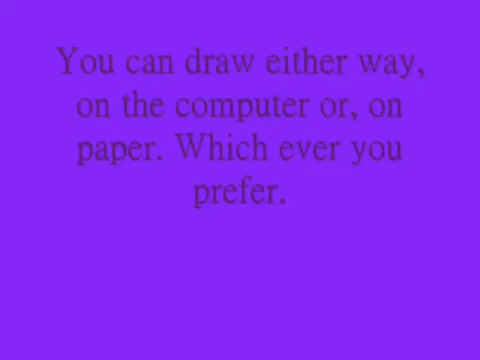 You can draw either way,
on the computer or, on
paper. Which ever you
prefer.